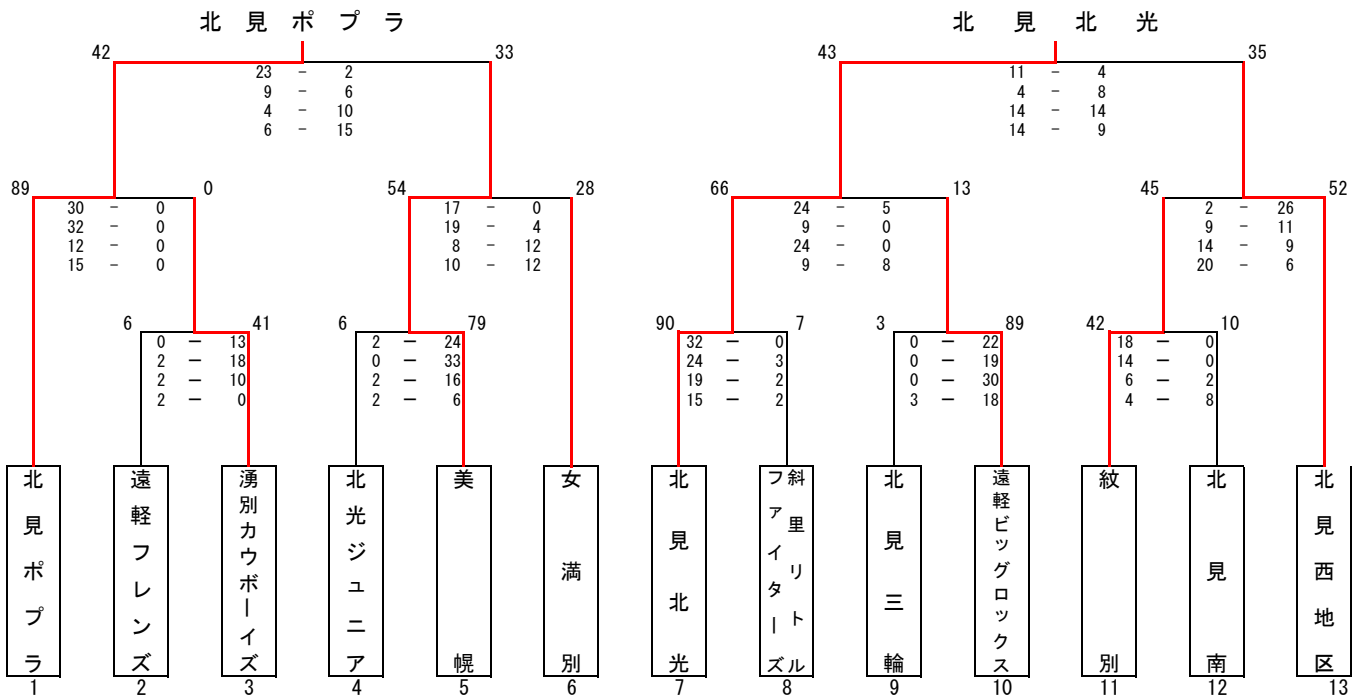 北見ポプラ 北見北光
42 33 43 35
23 - 2 11 - 4
9 - 6 4 - 8
4 - 10 14 - 14
6 - 15 14 - 9
89 0 54 28 66 13 45 52
30 - 0 17 - 0 24 - 5 2 - 26
32 - 0 19 - 4 9 - 0 9 - 11
12 - 0 8 - 12 24 - 0 14 - 9
15 - 0 10 - 12 9 - 8 20 - 6
6 41 6 79 90 7 3 89 42 10
0 － 13 2 － 24 32 － 0 0 － 22 18 － 0
2 － 18 0 － 33 24 － 3 0 － 19 14 － 0
2 － 10 2 － 16 19 － 2 0 － 30 6 － 2
2 － 0 2 － 6 15 － 2 3 － 18 4 － 8
北見ポプラ
遠軽フレンズ
湧別カウボーイズ
北光ジュニア
美幌
女満別
北見北光
斜里リトル
ファイターズ
北見三輪
遠軽ビッグロックス
紋別
北見南
北見西地区
1 2 3 4 5 6 7 8 9 10 11 12 13